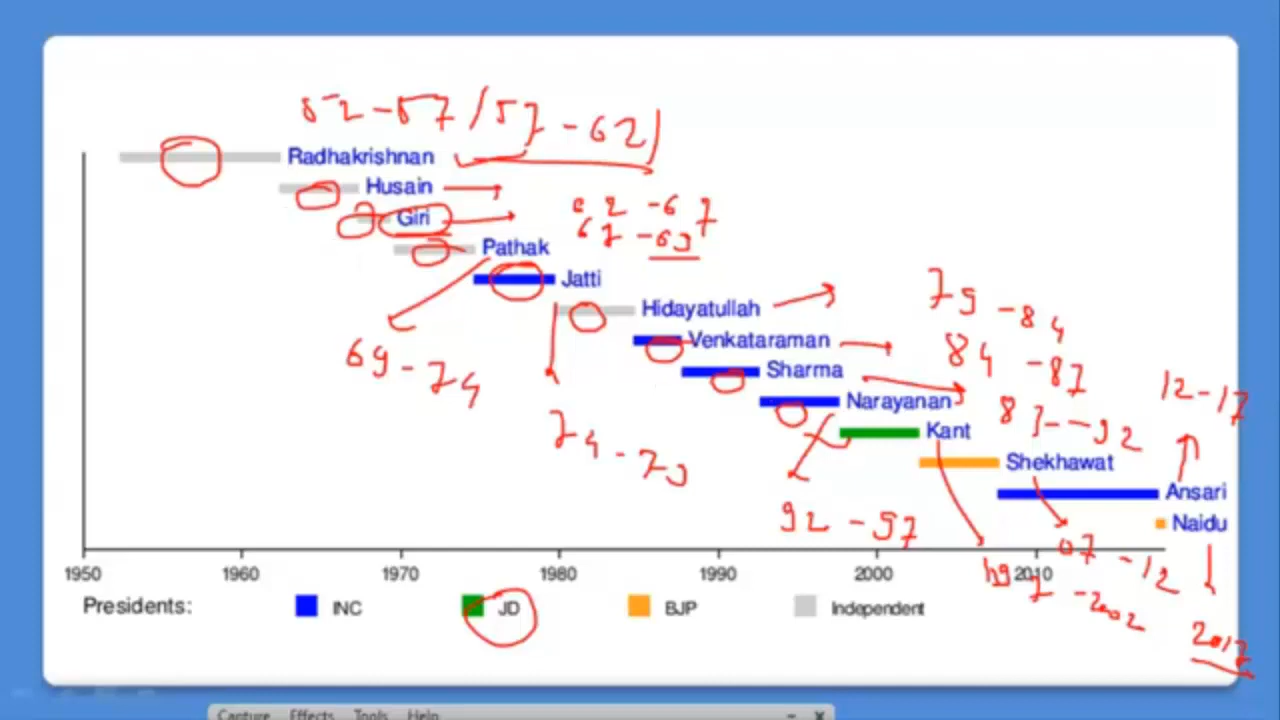 52-57/57-62)
Radhakrishnan
Husain
62-67
Giri
67-69
Pathak
Jatti
79-84
Hidayatullah
84-87
Venkataraman
69-74
Sharma
12-17
Narayanan
87--92
74-79
Kant
Shekhawat
Ansari
92-97
Naidu
07-12
1950 1960 1970 1980 1990 2000 2010
97-2002
Presidents: INC JD BJP Independent
2017
Capture Effects Tools Help